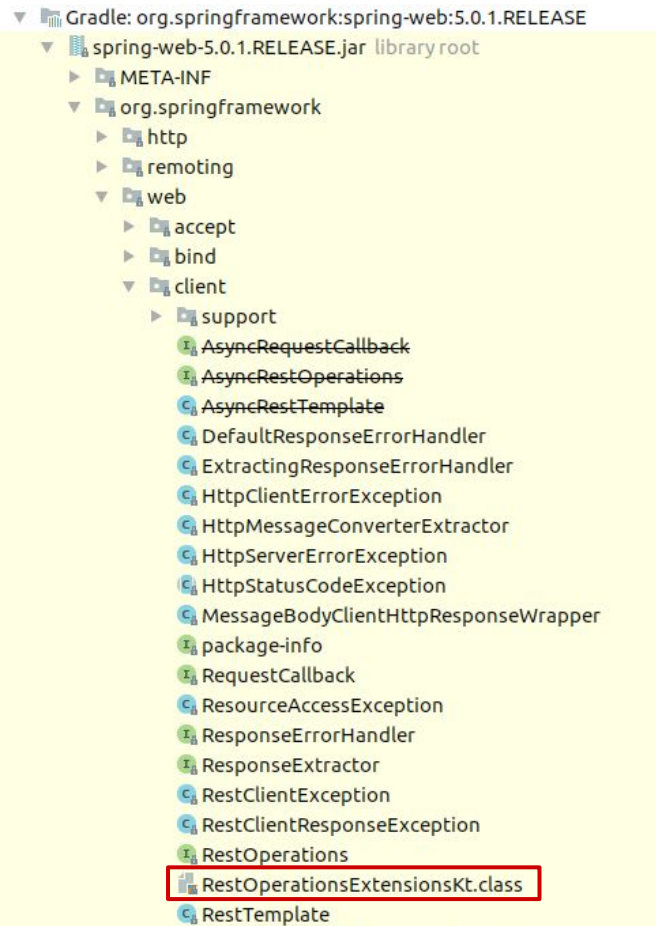 Gradle: org.springframework:spring-web:5.0.1.RELEASE
spring-web-5.0.1.RELEASE.jar library root
META-INF
org.springframework
http
remoting
web
accept
bind
client
support
AsyncRequestCallback
AsyncRestOperations
AsyncRestTemplate
DefaultResponseErrorHandler
ExtractingResponseErrorHandler
HttpClientErrorException
HttpMessageConverterExtractor
HttpServerErrorException
HttpStatusCodeException
MessageBodyClientHttpResponseWrapper
package-info
RequestCallback
ResourceAccessException
ResponseErrorHandler
ResponseExtractor
RestClientException
RestClientResponseException
RestOperations
RestOperationsExtensionsKt.class
RestTemplate